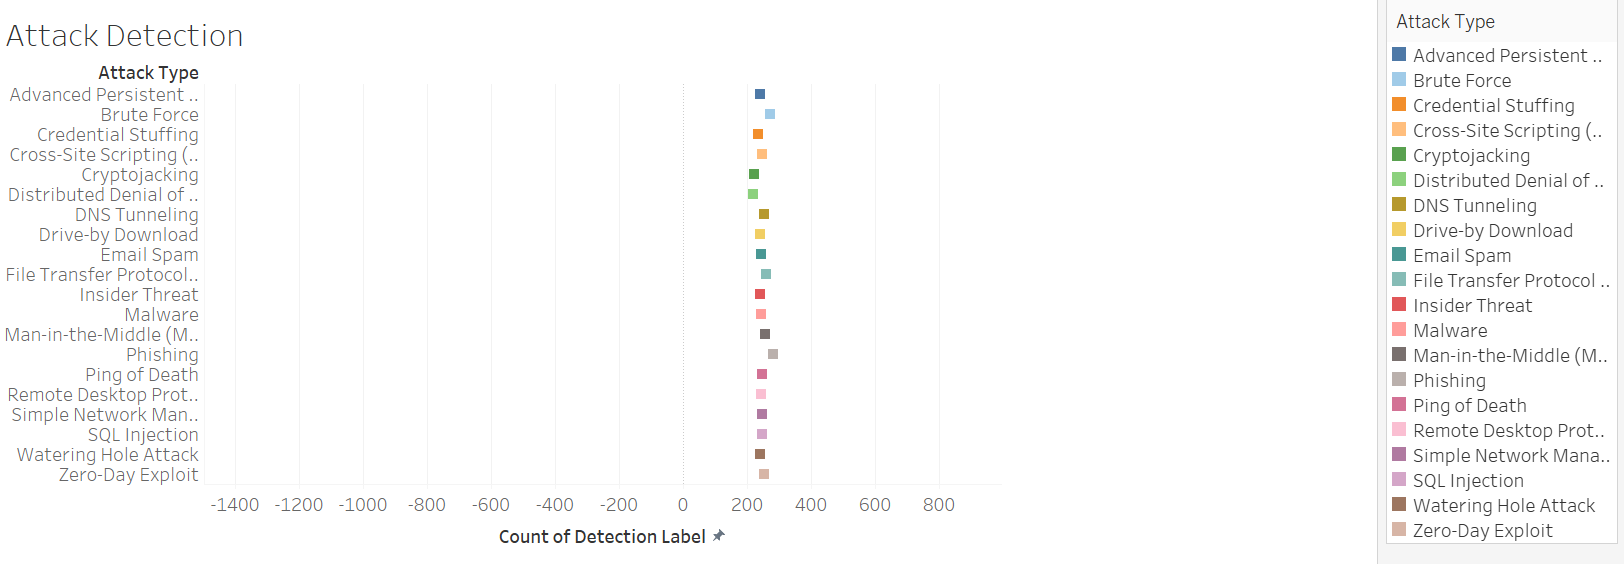 Attack Detection
Attack Type
Advanced Persistent ..
Brute Force
Credential Stuffing
Cross-Site Scripting (..
Cryptojacking
Distributed Denial of ..
DNS Tunneling
Drive-by Download
Email Spam
File Transfer Protocol..
Insider Threat
Malware
Man-in-the-Middle (M..
Phishing
Ping of Death
Remote Desktop Prot..
Simple Network Man..
SQL Injection
Watering Hole Attack
Zero-Day Exploit
-1400 -1200 -1000 -800 -600 -400 -200 0 200 400 600 800
Count of Detection Label
Attack Type
Advanced Persistent ..
Brute Force
Credential Stuffing
Cross-Site Scripting (..
Cryptojacking
Distributed Denial of ..
DNS Tunneling
Drive-by Download
Email Spam
File Transfer Protocol ..
Insider Threat
Malware
Man-in-the-Middle (M..
Phishing
Ping of Death
Remote Desktop Prot..
Simple Network Mana..
SQL Injection
Watering Hole Attack
Zero-Day Exploit